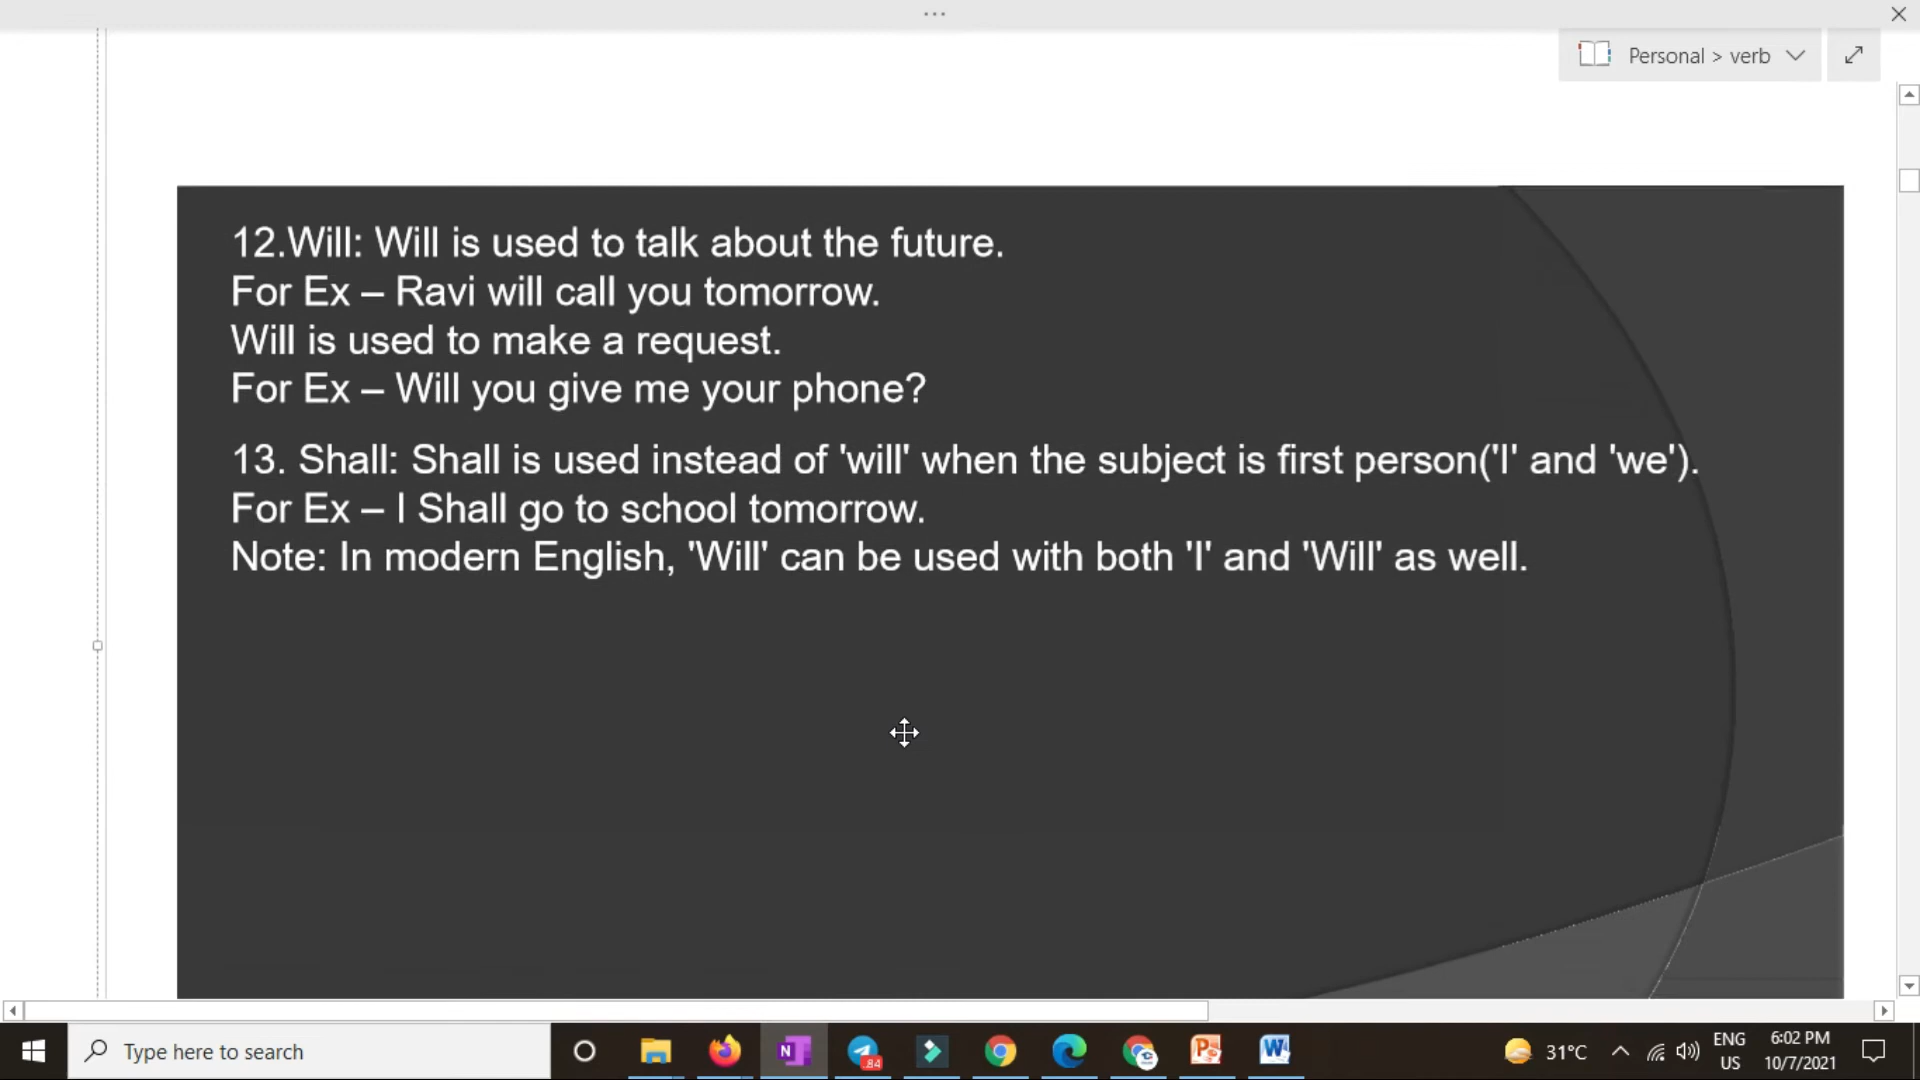 Personal > verb
12.Will: Will is used to talk about the future.
For Ex – Ravi will call you tomorrow.
Will is used to make a request.
For Ex – Will you give me your phone?
13. Shall: Shall is used instead of 'will' when the subject is first person('I' and 'we').
For Ex – I Shall go to school tomorrow.
Note: In modern English, 'Will' can be used with both 'I' and 'Will' as well.
Type here to search
84
31°C
ENG
US
6:02 PM
10/7/2021